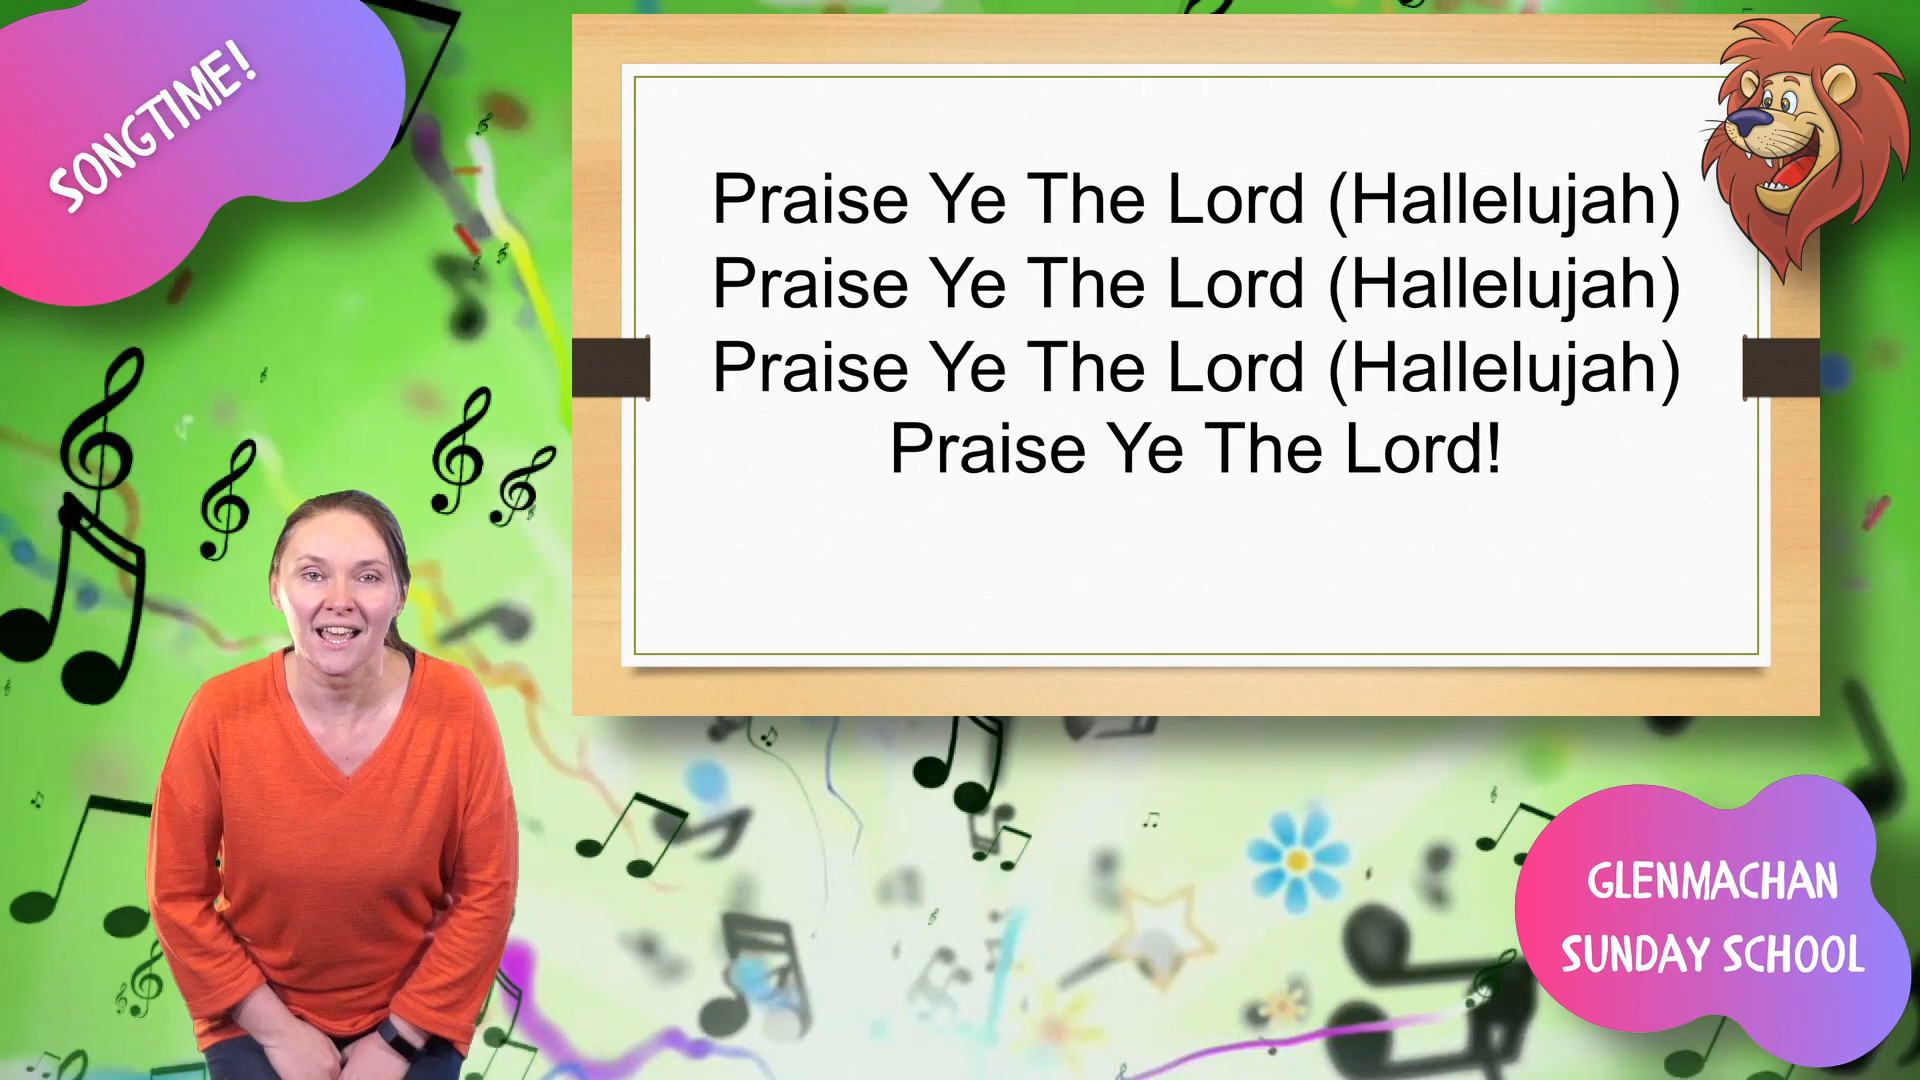 SONGTIME!
Praise Ye The Lord (Hallelujah)
Praise Ye The Lord (Hallelujah)
Praise Ye The Lord (Hallelujah)
Praise Ye The Lord!
GLENMACHAN
SUNDAY SCHOOL